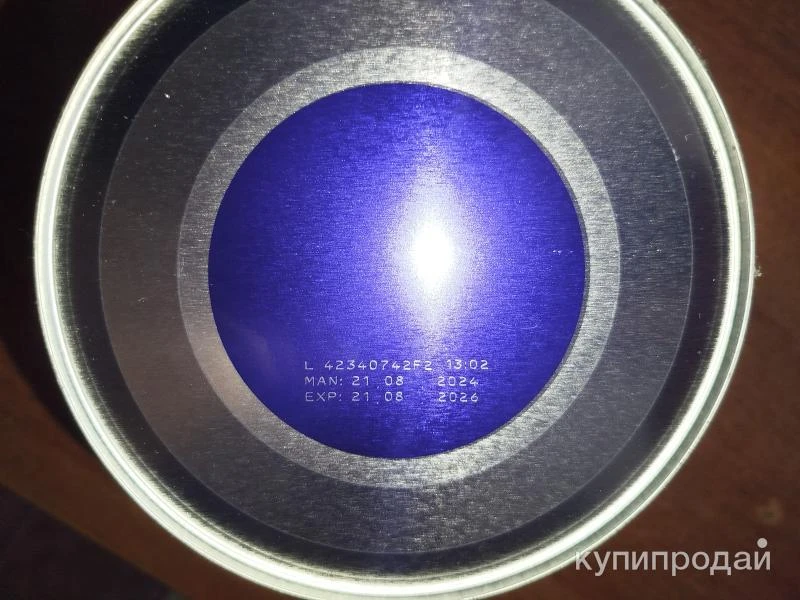 L 42340742F2 13:02
MAN: 21 08 2024
EXP: 21 08 2026
купипродай